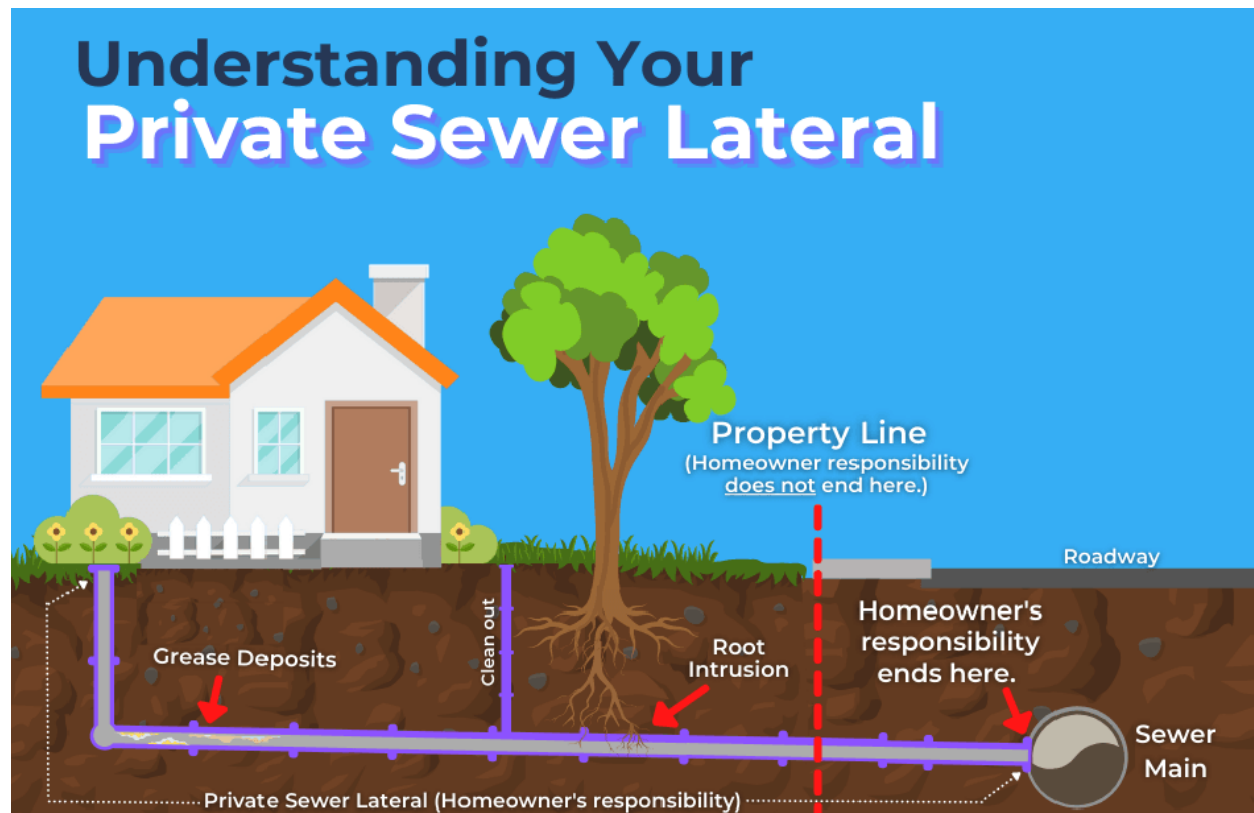 Understanding Your
Private Sewer Lateral
Property Line
(Homeowner responsibility
does not end here.)
Roadway
Homeowner's
responsibility
ends here.
Clean out
Root
Intrusion
Grease Deposits
Sewer
Main
Private Sewer Lateral (Homeowner's responsibility)